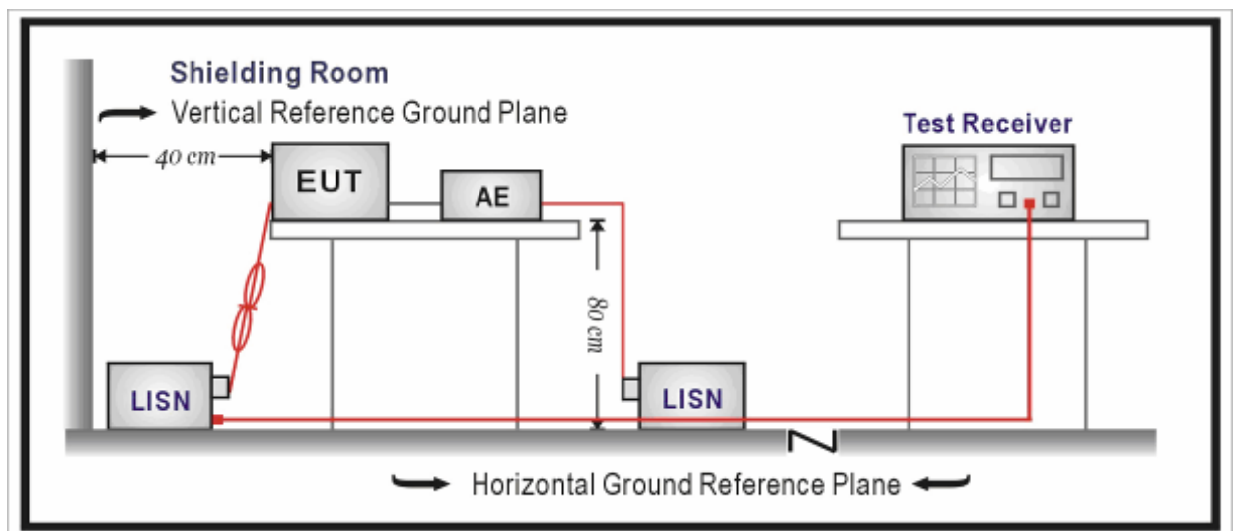 Shielding Room
Vertical Reference Ground Plane
Test Receiver
40 cm
EUT
AE
80 cm
LISN
LISN
Horizontal Ground Reference Plane